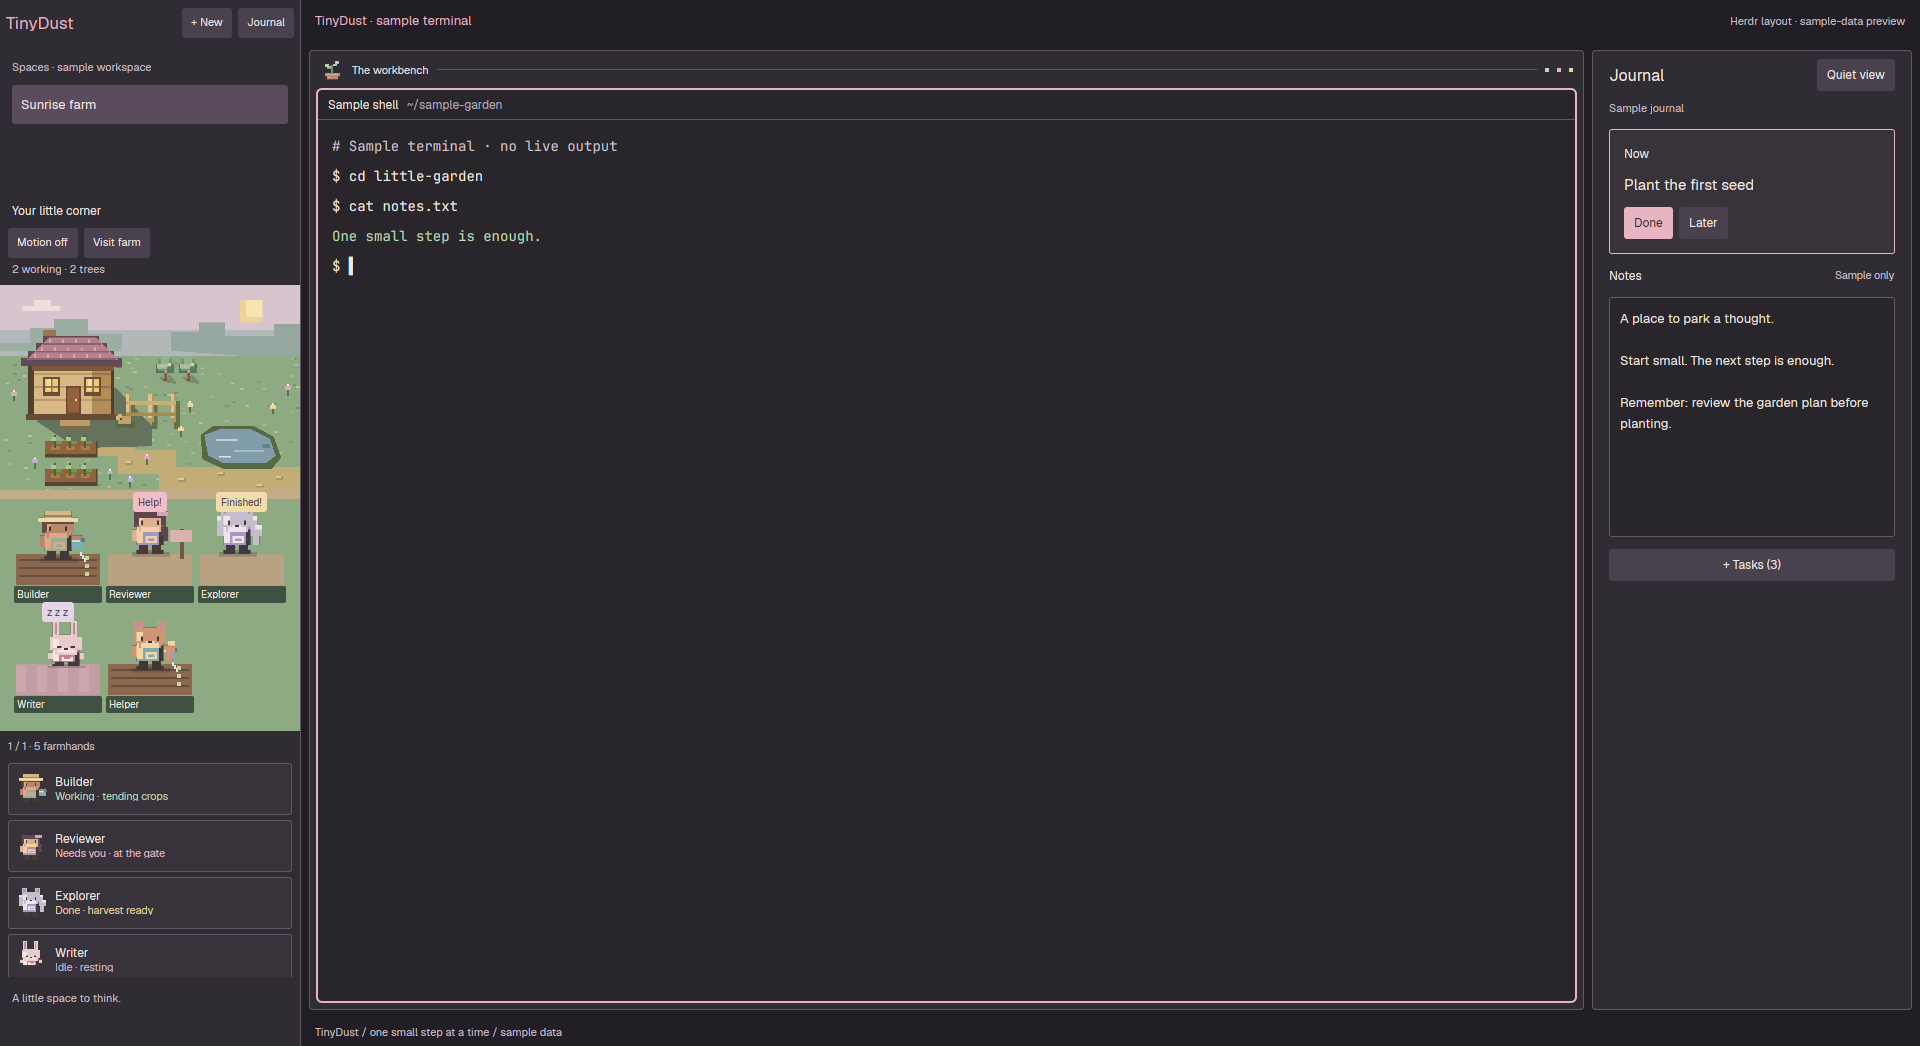 TinyDust
+ New
Journal
Spaces · sample workspace
Sunrise farm
Your little corner
Motion off
Visit farm
2 working · 2 trees
Help!
Finished!
Builder
Reviewer
Explorer
z z z
Writer
Helper
1 / 1 · 5 farmhands
Builder
Working · tending crops
Reviewer
Needs you · at the gate
Explorer
Done · harvest ready
Writer
Idle · resting
A little space to think.
TinyDust · sample terminal
Herdr layout · sample-data preview
The workbench
Sample shell ~/sample-garden
# Sample terminal · no live output
$ cd little-garden
$ cat notes.txt
One small step is enough.
$
TinyDust / one small step at a time / sample data
Journal
Quiet view
Sample journal
Now
Plant the first seed
Done
Later
Notes
Sample only
A place to park a thought.
Start small. The next step is enough.
Remember: review the garden plan before
planting.
+ Tasks (3)